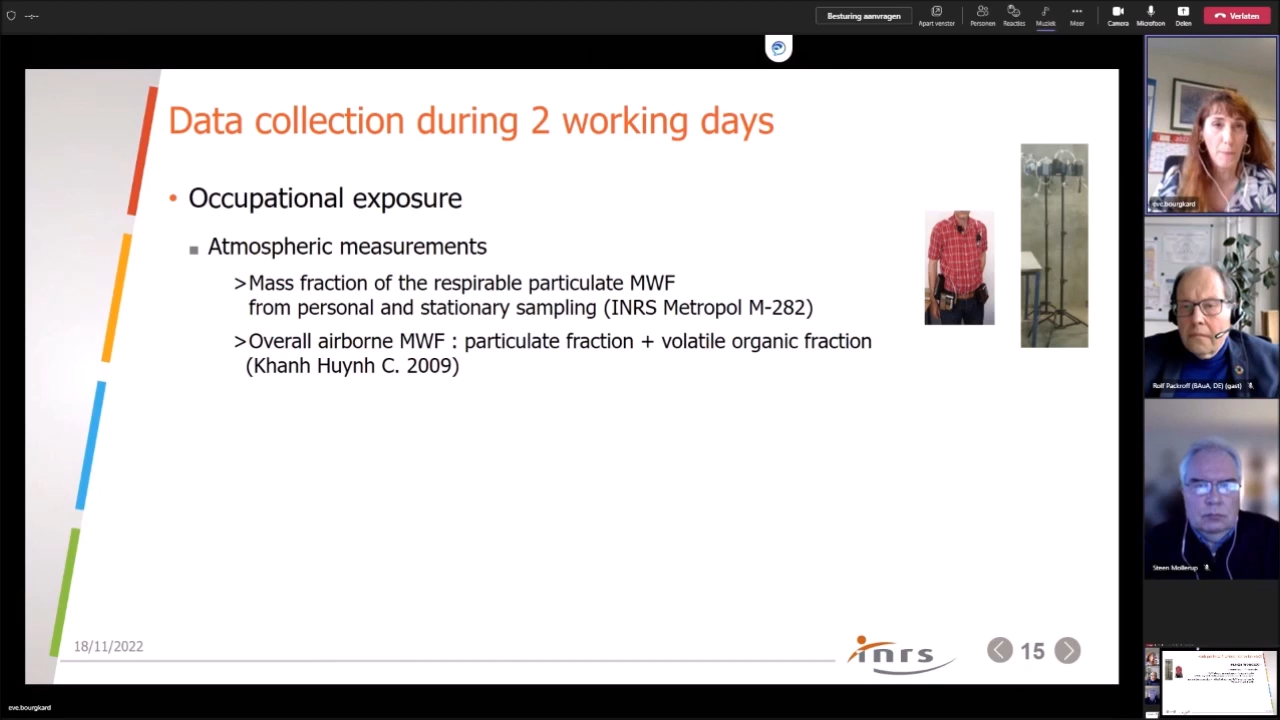 Besturing aanvragen
Apart venster
Personen
Reacties
Muziek
Meer
Camera
Microfoon
Delen
Verlaten
Data collection during 2 working days
• Occupational exposure
Atmospheric measurements
>Mass fraction of the respirable particulate MWF
from personal and stationary sampling (INRS Metropol M-282)
>Overall airborne MWF : particulate fraction + volatile organic fraction
(Khanh Huynh C. 2009)
18/11/2022
inrs
15
eve.bourgkard
Rolf Packroff (BAuA, DE) (gast)
Steen Mollerup
eve.bourgkard